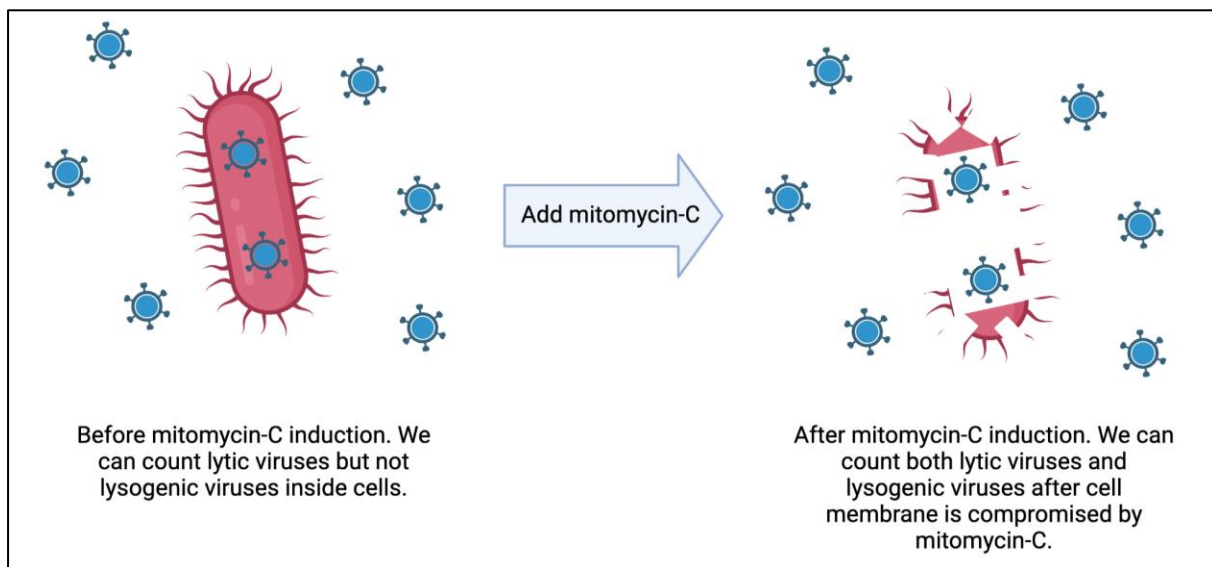 Add mitomycin-C
Before mitomycin-C induction. We
can count lytic viruses but not
lysogenic viruses inside cells.
After mitomycin-C induction. We can
count both lytic viruses and
lysogenic viruses after cell
membrane is compromised by
mitomycin-C.